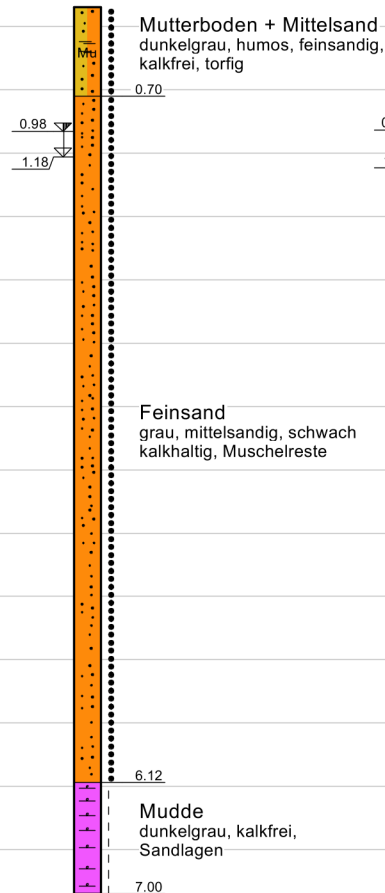 Mutterboden + Mittelsand
dunkelgrau, humos, feinsandig,
kalkfrei, torfig
Mu
0.70
0.98
1.18
Feinsand
grau, mittelsandig, schwach
kalkhaltig, Muschelreste
6.12
Mudde
dunkelgrau, kalkfrei,
Sandlagen
7.00